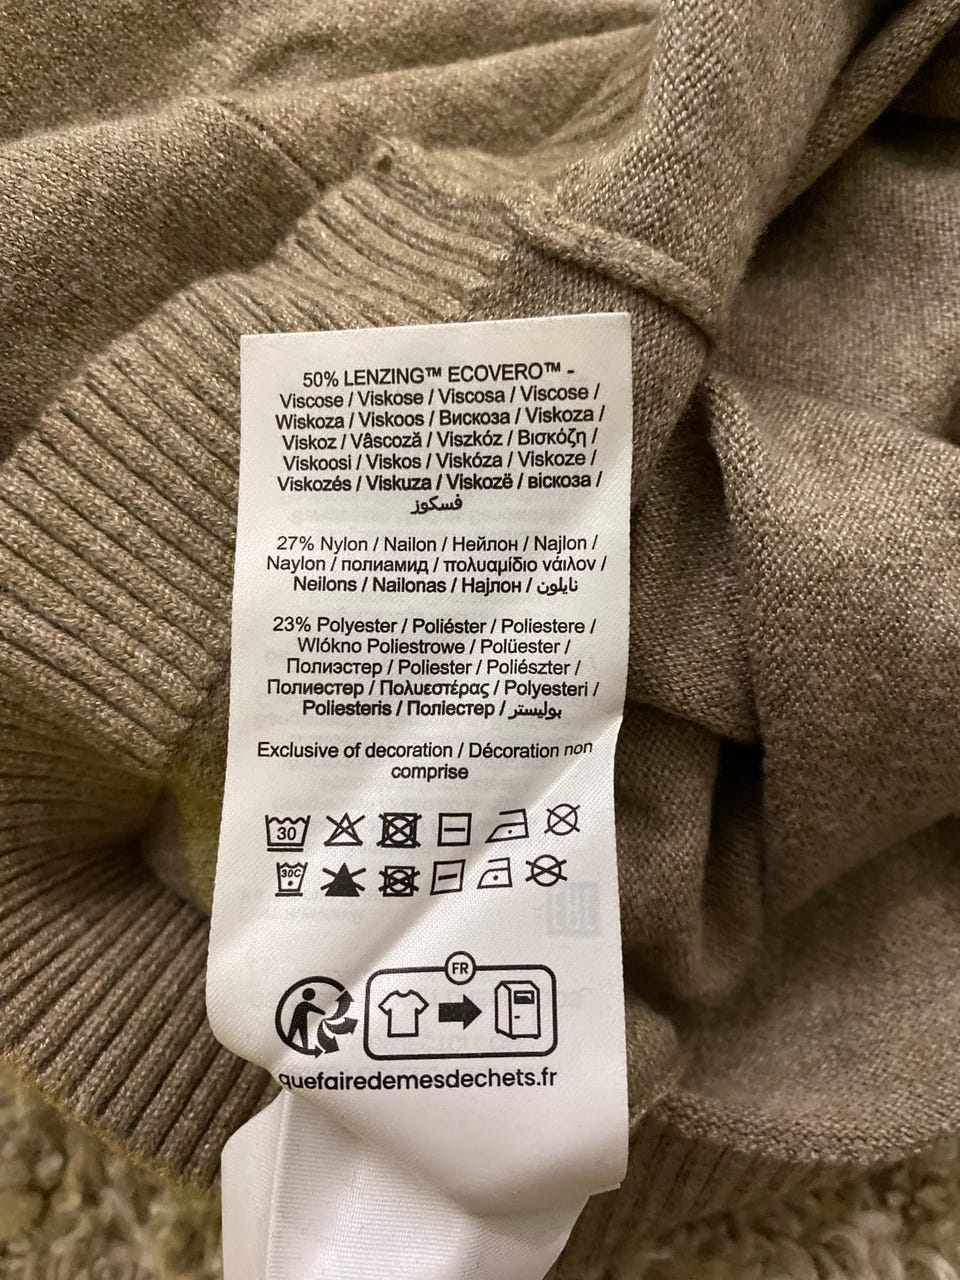 50% LENZING™ ECOVERO™ -
Viscose / Viskose / Viscosa / Viscose /
Wiskoza / Viskoos / Вискоза / Viskoza /
Viskoz / Vâscoză / Viszkóz / Βισκόζη /
Viskoosi / Viskos / Viskóza / Viskoze /
Viskozés / Viskuza / Viskozë / віскоза /
فسكوز
27% Nylon / Nailon / Нейлон / Najlon /
Naylon / полиамид / πολυαμίδιο νάιλον /
Neilons / Nailonas / Најлон / نايلون
23% Polyester / Poliéster / Poliestere /
Wlókno Poliestrowe / Polüester /
Полиэстер / Poliester / Poliészter /
Полиестер / Πολυεστέρας / Polyesteri /
Poliesteris / Поліестер / بوليستر
Exclusive of decoration / Décoration non
comprise
30
30C
FR
quefairedemesdechets.fr